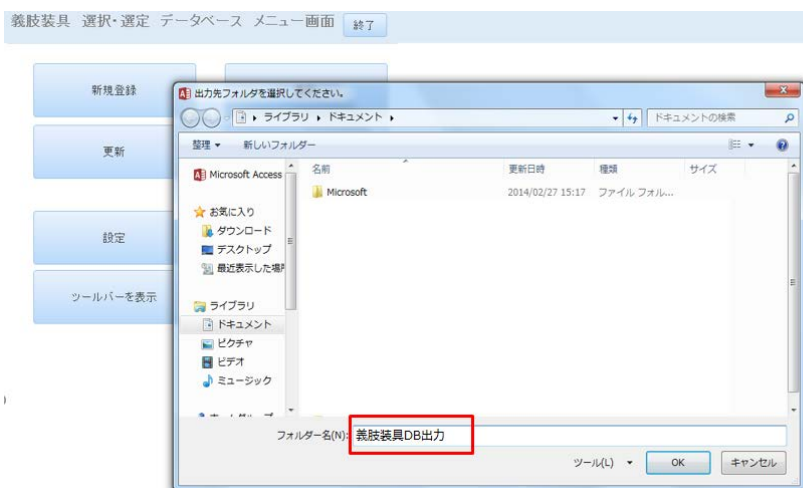 義肢装具 選択・選定 データベース メニュー画面 終了
新規登録
更新
設定
ツールバーを表示
出力先フォルダを選択してください。
ライブラリ ドキュメント ドキュメントの検索
整理 新しいフォルダー
Microsoft Access
お気に入り
ダウンロード
デスクトップ
最近表示した場所
ライブラリ
ドキュメント
ピクチャ
ビデオ
ミュージック
名前 更新日時 種類 サイズ
Microsoft 2014/02/27 15:17 ファイル フォル...
フォルダー名(N): 義肢装具DB出力
ツール(L) OK キャンセル